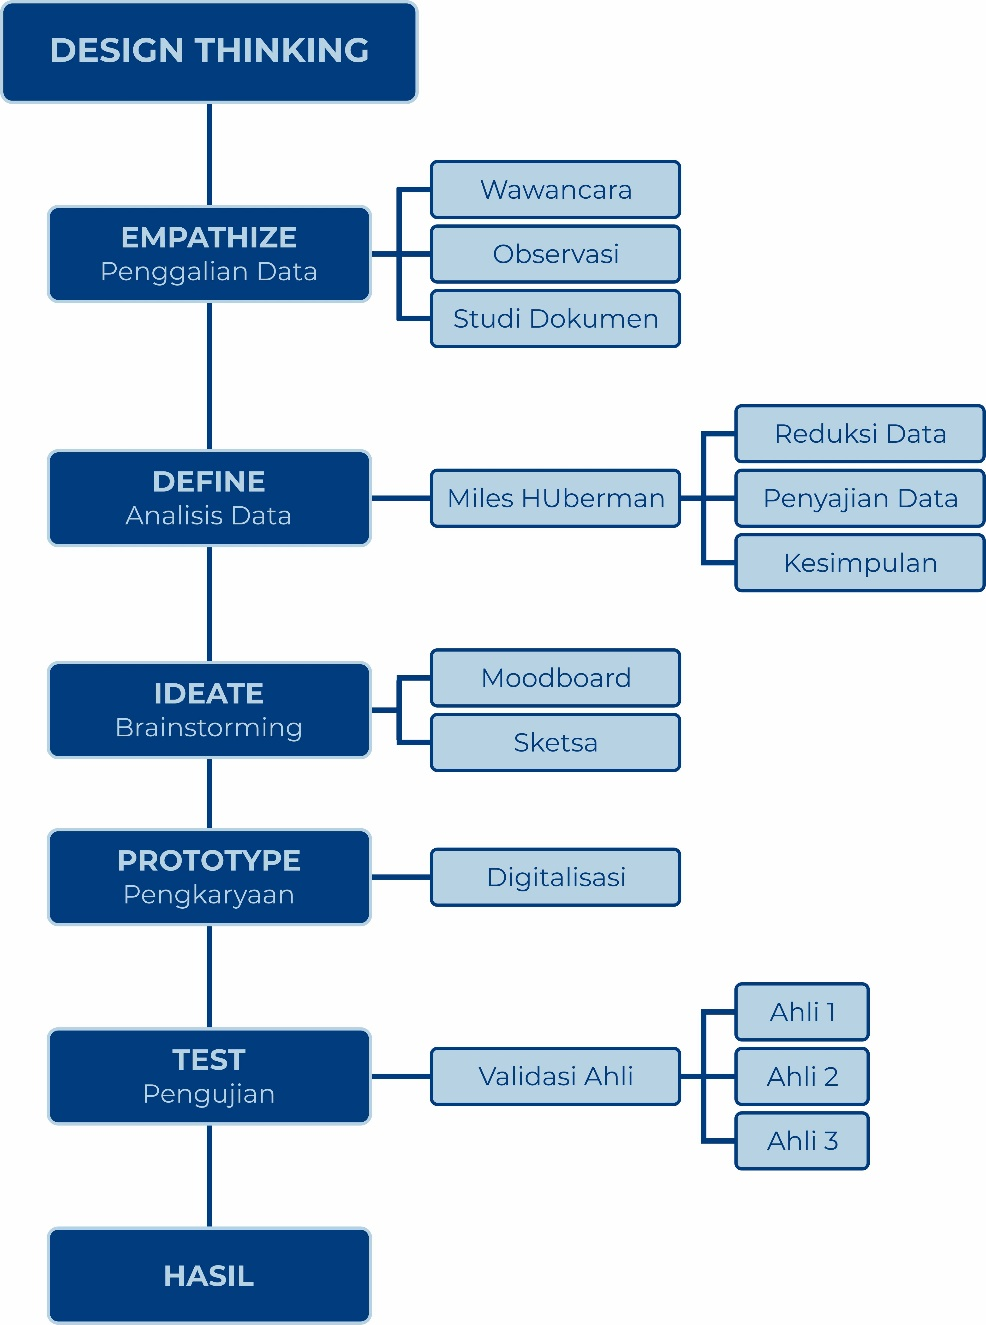 DESIGN THINKING
EMPATHIZE
Penggalian Data
Wawancara
Observasi
Studi Dokumen
DEFINE
Analisis Data
Miles HUberman
Reduksi Data
Penyajian Data
Kesimpulan
IDEATE
Brainstorming
Moodboard
Sketsa
PROTOTYPE
Pengkaryaan
Digitalisasi
TEST
Pengujian
Validasi Ahli
Ahli 1
Ahli 2
Ahli 3
HASIL